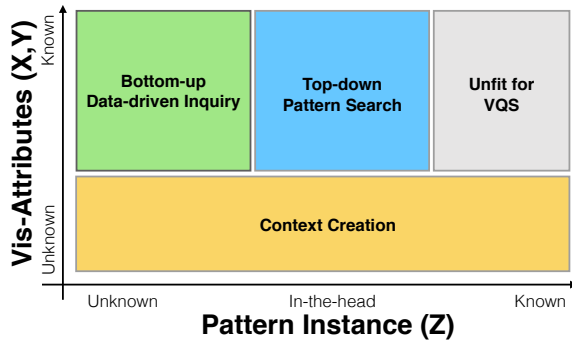 Vis-Attributes (X,Y)
Known
Unknown
Bottom-up
Data-driven Inquiry
Top-down
Pattern Search
Unfit for
VQS
Context Creation
Unknown
In-the-head
Known
Pattern Instance (Z)